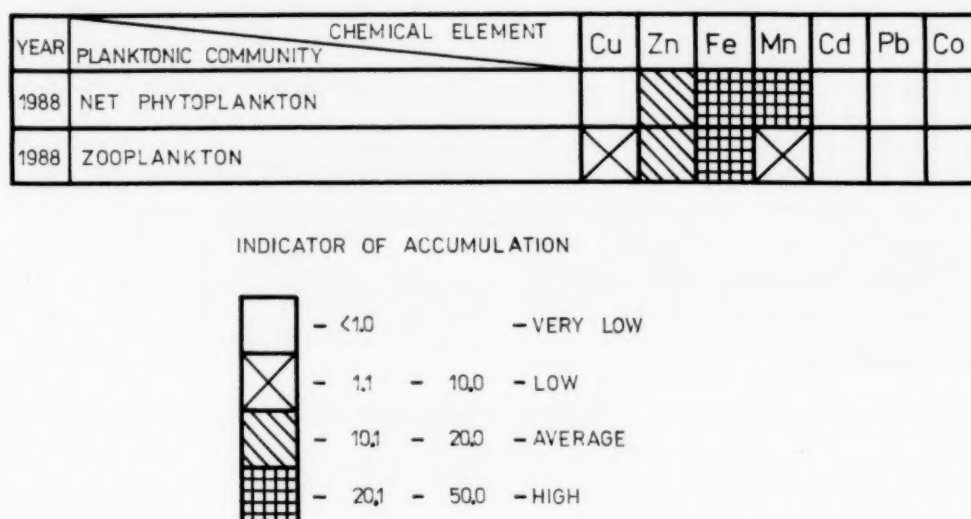 YEAR CHEMICAL ELEMENT PLANKTONIC COMMUNITY Cu Zn Fe Mn Cd Pb Co
1988 NET PHYTOPLANKTON
1988 ZOOPLANKTON
INDICATOR OF ACCUMULATION
- <1.0 - VERY LOW
- 1.1 - 10.0 - LOW
- 10.1 - 20.0 - AVERAGE
- 20.1 - 50.0 - HIGH